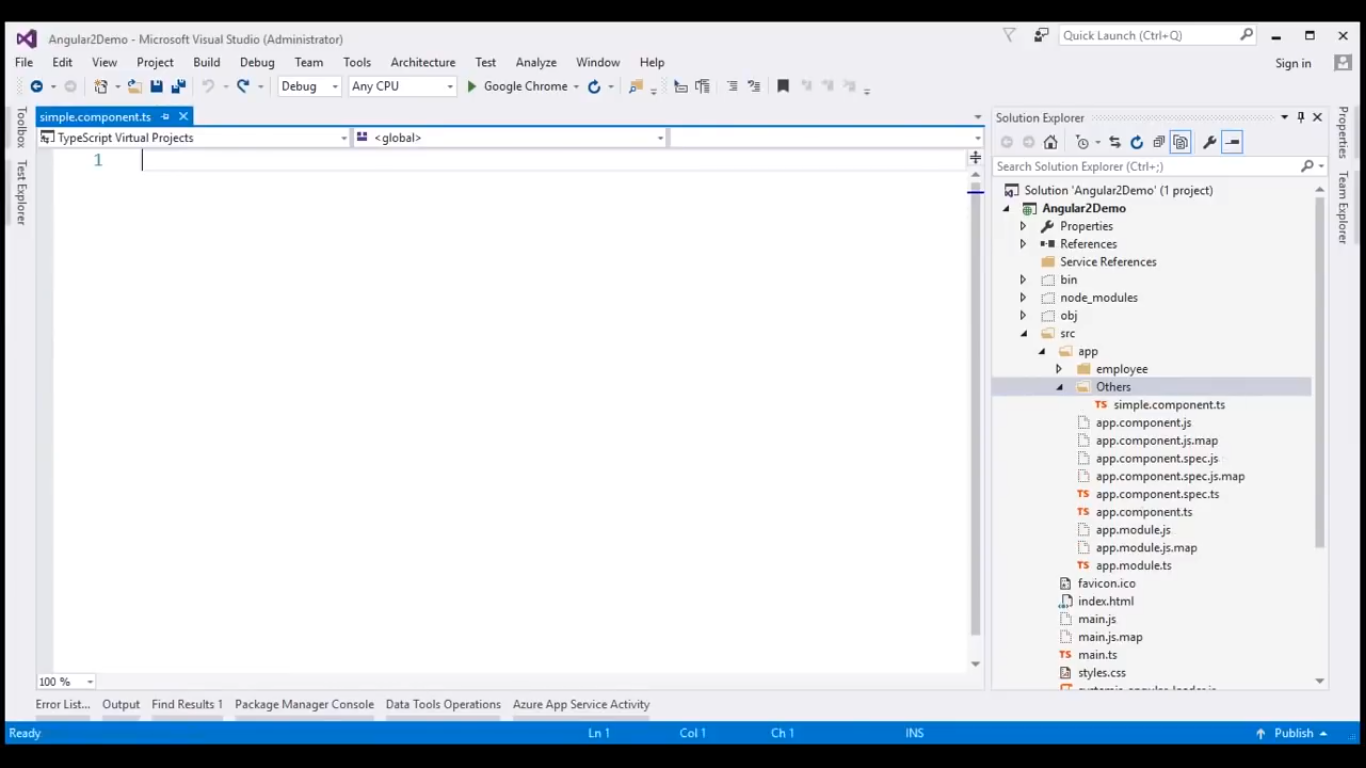 Angular2Demo - Microsoft Visual Studio (Administrator)
Quick Launch (Ctrl+Q)
File Edit View Project Build Debug Team Tools Architecture Test Analyze Window Help
Sign in
Debug Any CPU Google Chrome
simple.component.ts
TypeScript Virtual Projects <global>
1
Toolbox
Test Explorer
100 %
Solution Explorer
Search Solution Explorer (Ctrl+;)
Solution 'Angular2Demo' (1 project)
Angular2Demo
Properties
References
Service References
bin
node_modules
obj
src
app
employee
Others
TS simple.component.ts
app.component.js
app.component.js.map
app.component.spec.js
app.component.spec.js.map
TS app.component.spec.ts
TS app.component.ts
app.module.js
app.module.js.map
TS app.module.ts
favicon.ico
index.html
main.js
main.js.map
TS main.ts
styles.css
Properties
Team Explorer
Error List... Output Find Results 1 Package Manager Console Data Tools Operations Azure App Service Activity
Ready Ln 1 Col 1 Ch 1 INS Publish